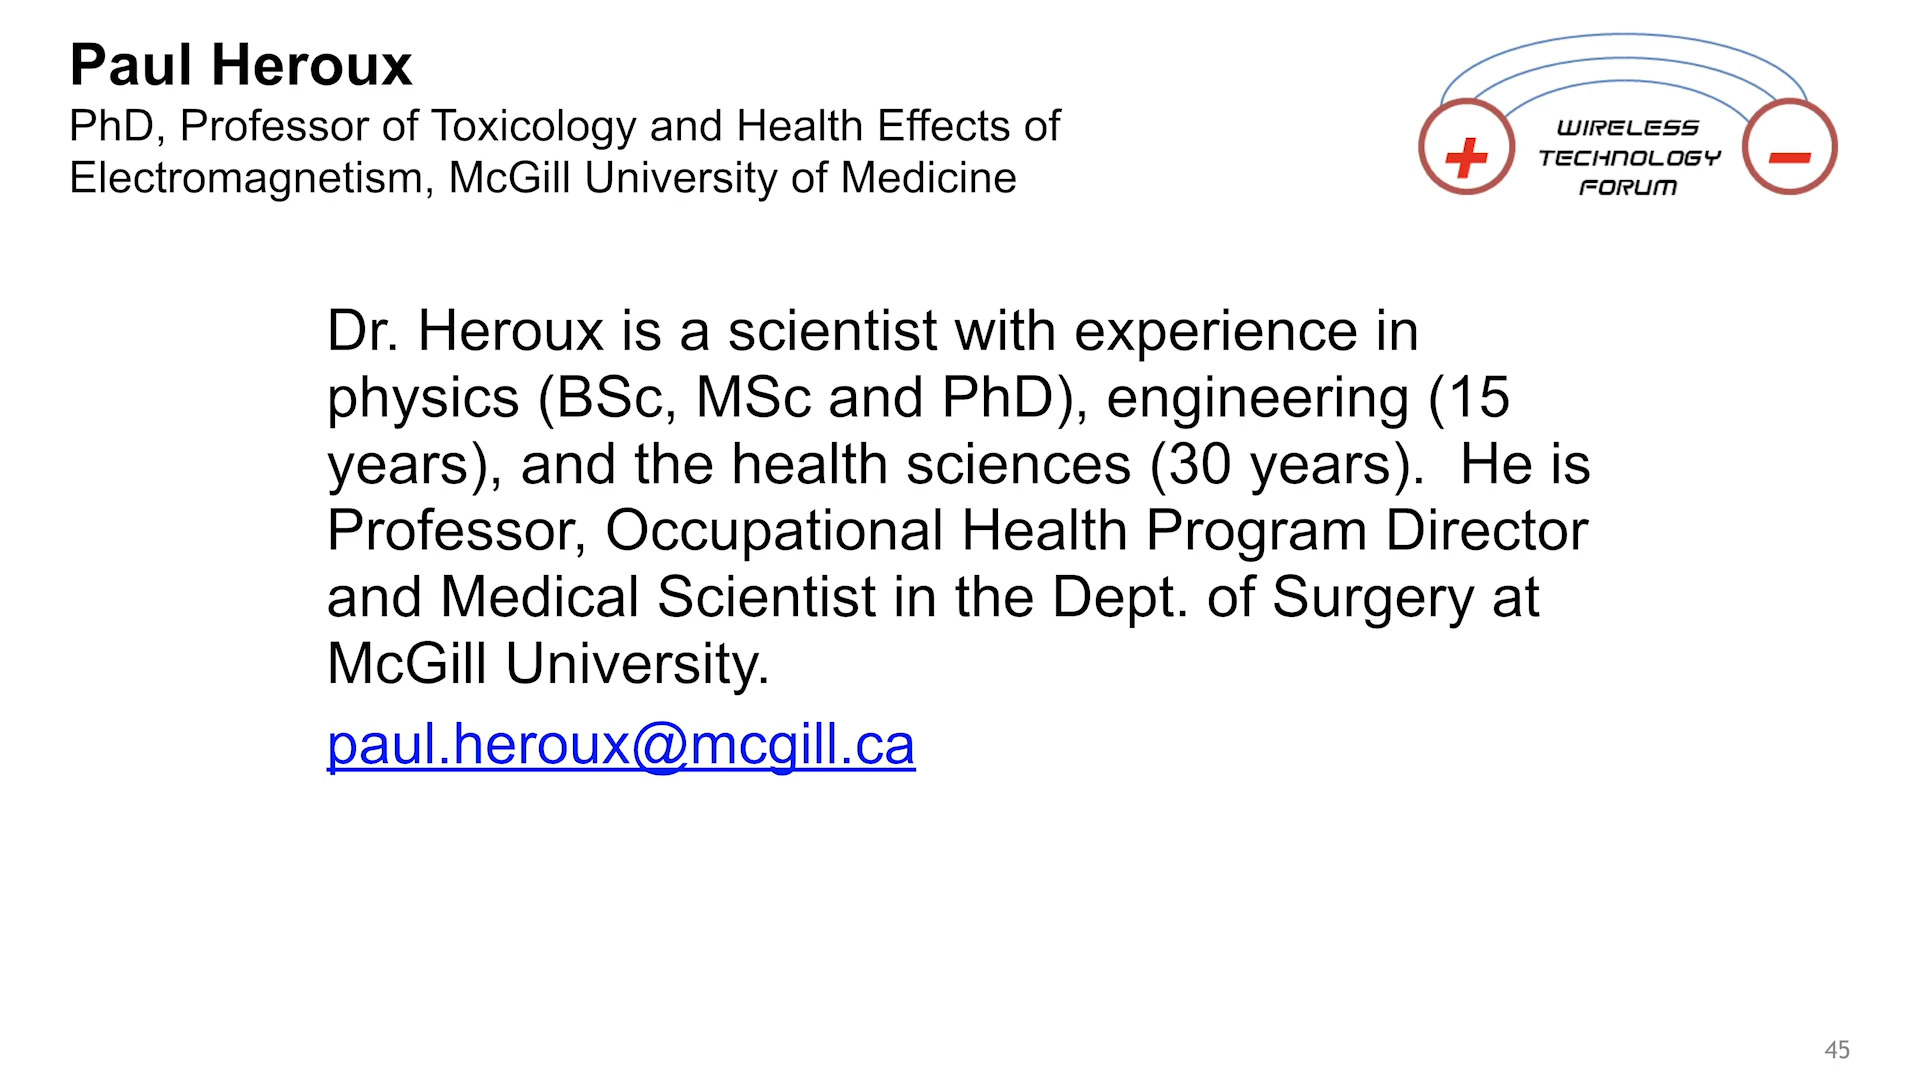 Paul Heroux
PhD, Professor of Toxicology and Health Effects of
Electromagnetism, McGill University of Medicine
+
WIRELESS
TECHNOLOGY
FORUM
−
Dr. Heroux is a scientist with experience in
physics (BSc, MSc and PhD), engineering (15
years), and the health sciences (30 years).  He is
Professor, Occupational Health Program Director
and Medical Scientist in the Dept. of Surgery at
McGill University.
paul.heroux@mcgill.ca
45